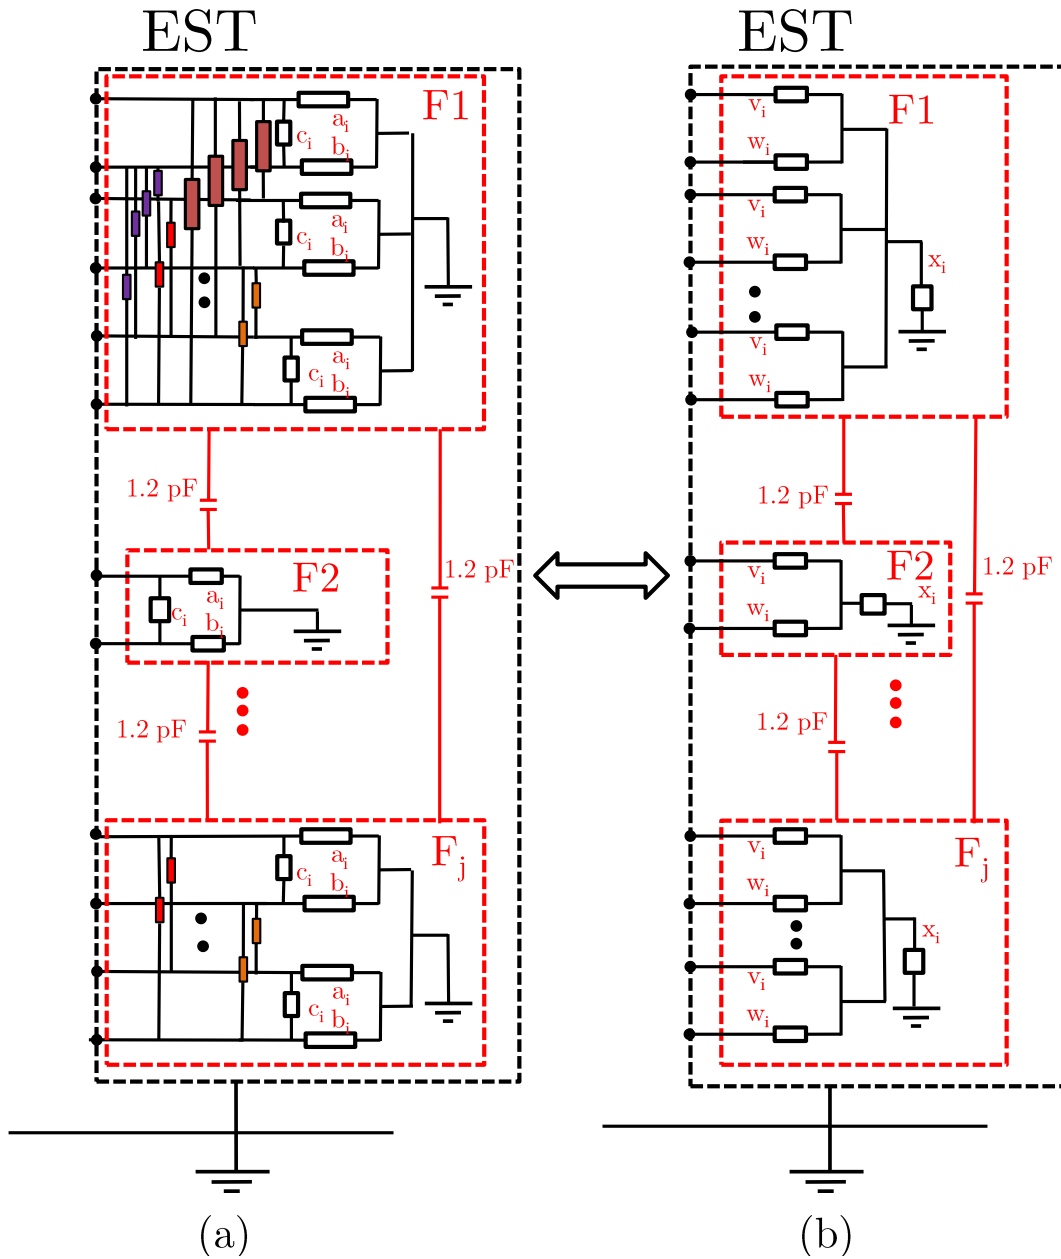 EST
F1
a_i
c_i
b_i
a_i
c_i
b_i
a_i
c_i
b_i
1.2 pF
1.2 pF
F2
a_i
c_i
b_i
1.2 pF
F_j
a_i
c_i
b_i
a_i
c_i
b_i
(a)
EST
F1
v_i
w_i
v_i
w_i
x_i
v_i
w_i
1.2 pF
1.2 pF
F2
v_i
x_i
w_i
1.2 pF
F_j
v_i
w_i
x_i
v_i
w_i
(b)